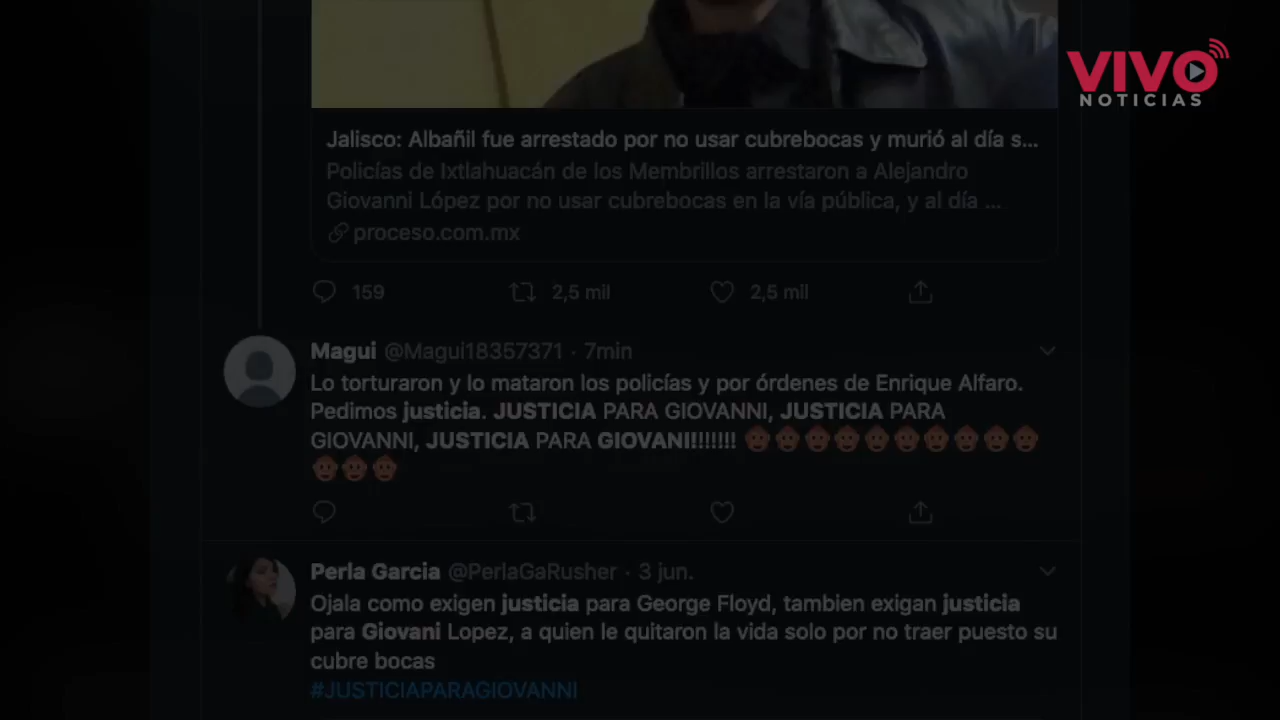 VIVO
NOTICIAS
Jalisco: Albañil fue arrestado por no usar cubrebocas y murió al día s...
Policías de Ixtlahuacán de los Membrillos arrestaron a Alejandro
Giovanni López por no usar cubrebocas en la vía pública, y al día ...
proceso.com.mx
159 2,5 mil 2,5 mil
Magui @Magui18357371 · 7min
Lo torturaron y lo mataron los policías y por órdenes de Enrique Alfaro.
Pedimos justicia. JUSTICIA PARA GIOVANNI, JUSTICIA PARA
GIOVANNI, JUSTICIA PARA GIOVANI!!!!!!!
Perla Garcia @PerlaGaRusher · 3 jun.
Ojala como exigen justicia para George Floyd, tambien exigan justicia
para Giovani Lopez, a quien le quitaron la vida solo por no traer puesto su
cubre bocas
#JUSTICIAPARAGIOVANNI